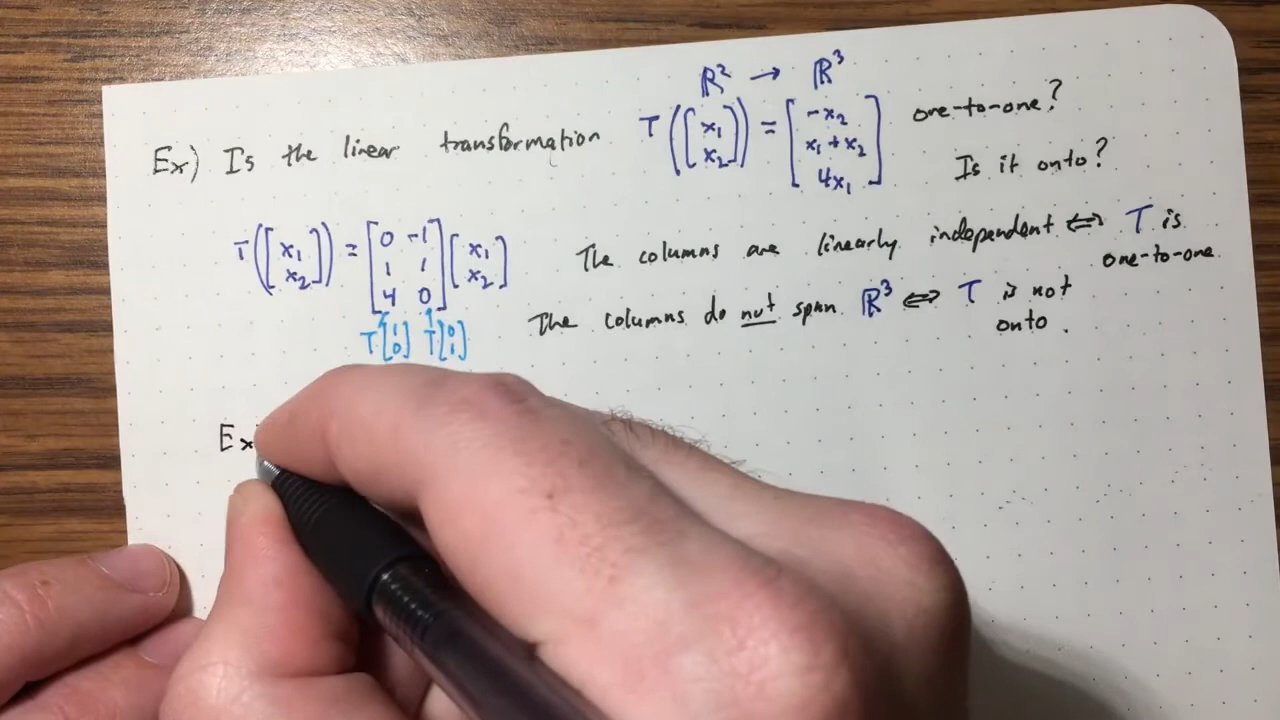 ℝ² → ℝ³
Ex) Is the linear transformation T([x₁ x₂]) = [-x₂ x₁+x₂ 4x₁] one-to-one?
Is it onto?
T([x₁ x₂]) = [0 -1 1 1 4 0][x₁ x₂] The columns are linearly independent ⇔ T is
one-to-one.
The columns do not span ℝ³ ⇔ T is not
onto.
T[1 0] T[0 1]
Ex)